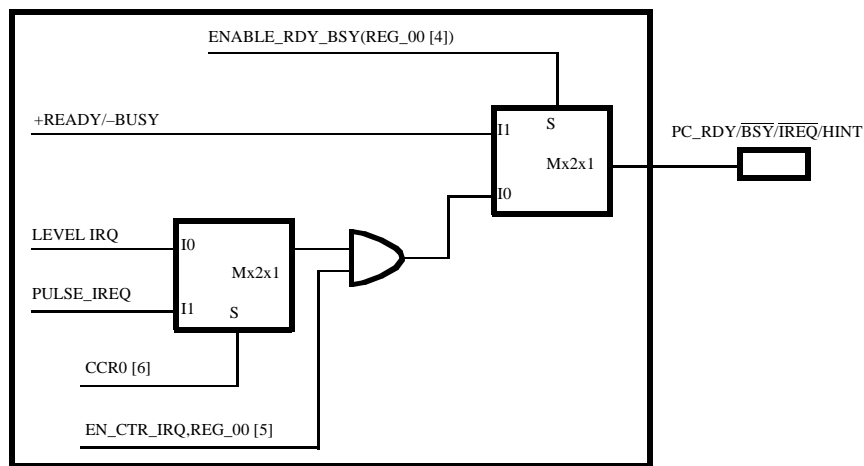 ENABLE_RDY_BSY(REG_00 [4])
+READY/–BUSY
I1
S
PC_RDY/BSY/IREQ/HINT
Mx2x1
I0
LEVEL IRQ
I0
Mx2x1
PULSE_IREQ
I1
S
CCR0 [6]
EN_CTR_IRQ,REG_00 [5]